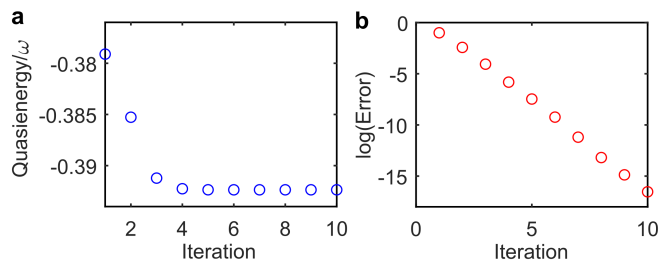 a
Quasienergy/ω
-0.38
-0.385
-0.39
2 4 6 8 10
Iteration
b
log(Error)
0
-5
-10
-15
0 5 10
Iteration